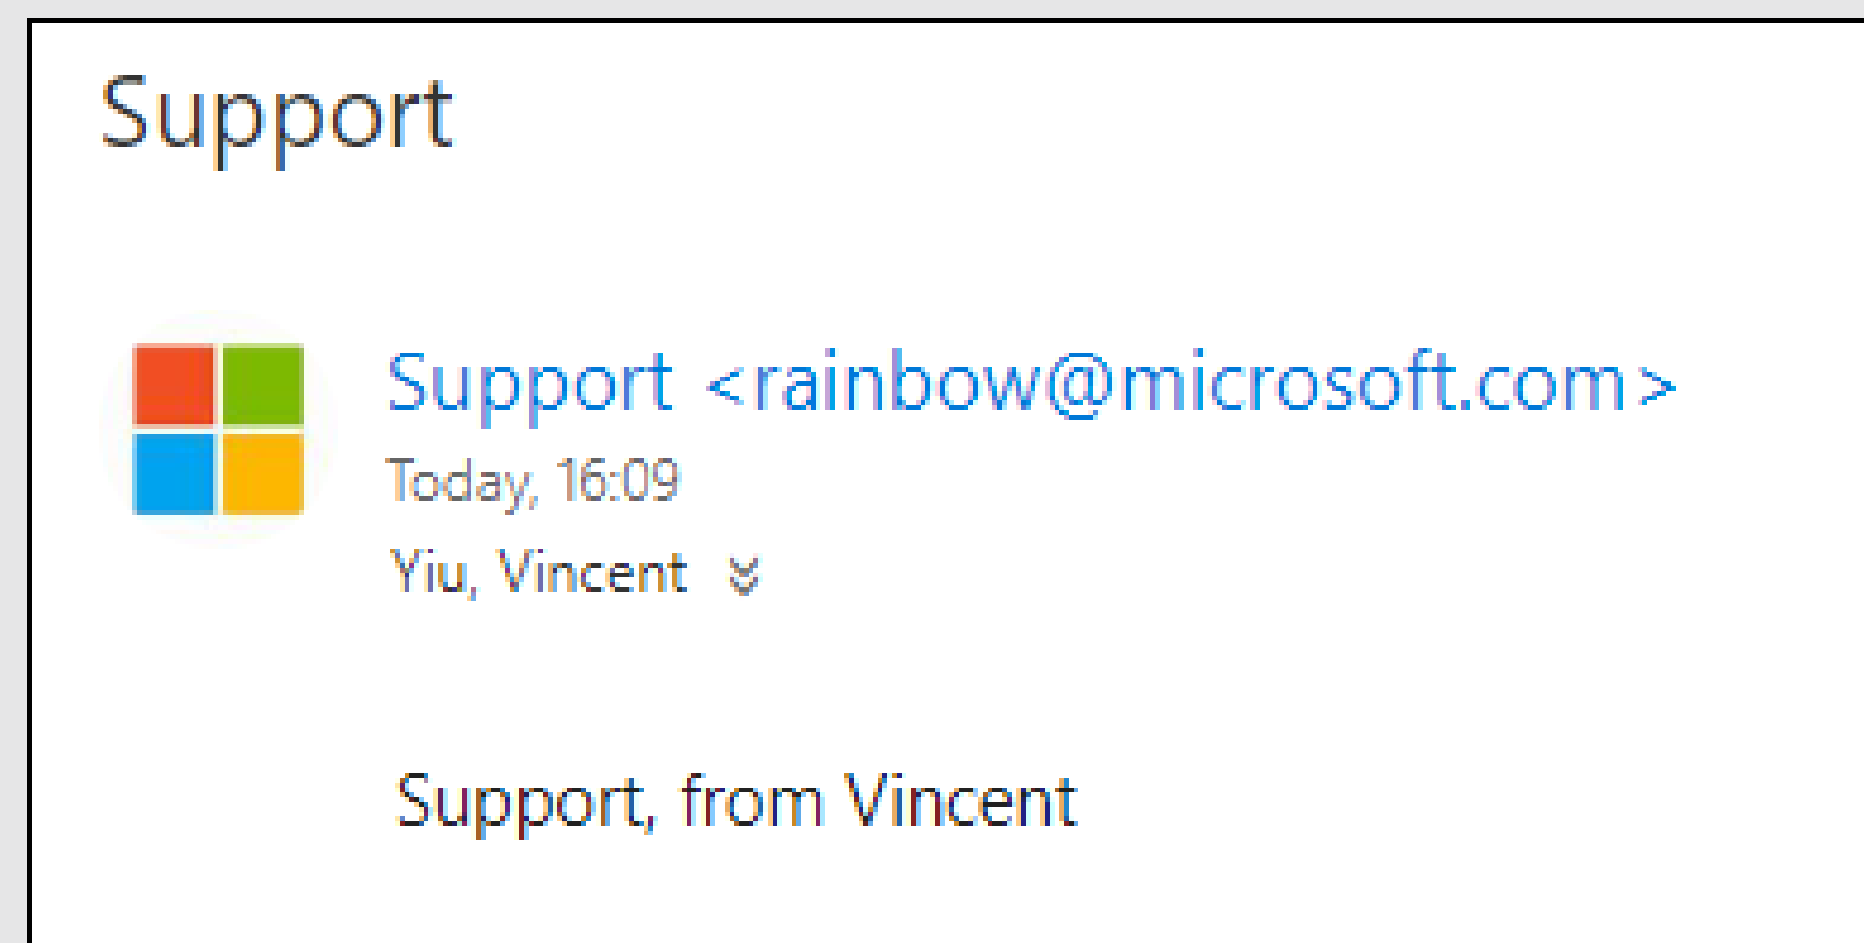 Support
Support <rainbow@microsoft.com>
Today, 16:09
Yiu, Vincent
Support, from Vincent